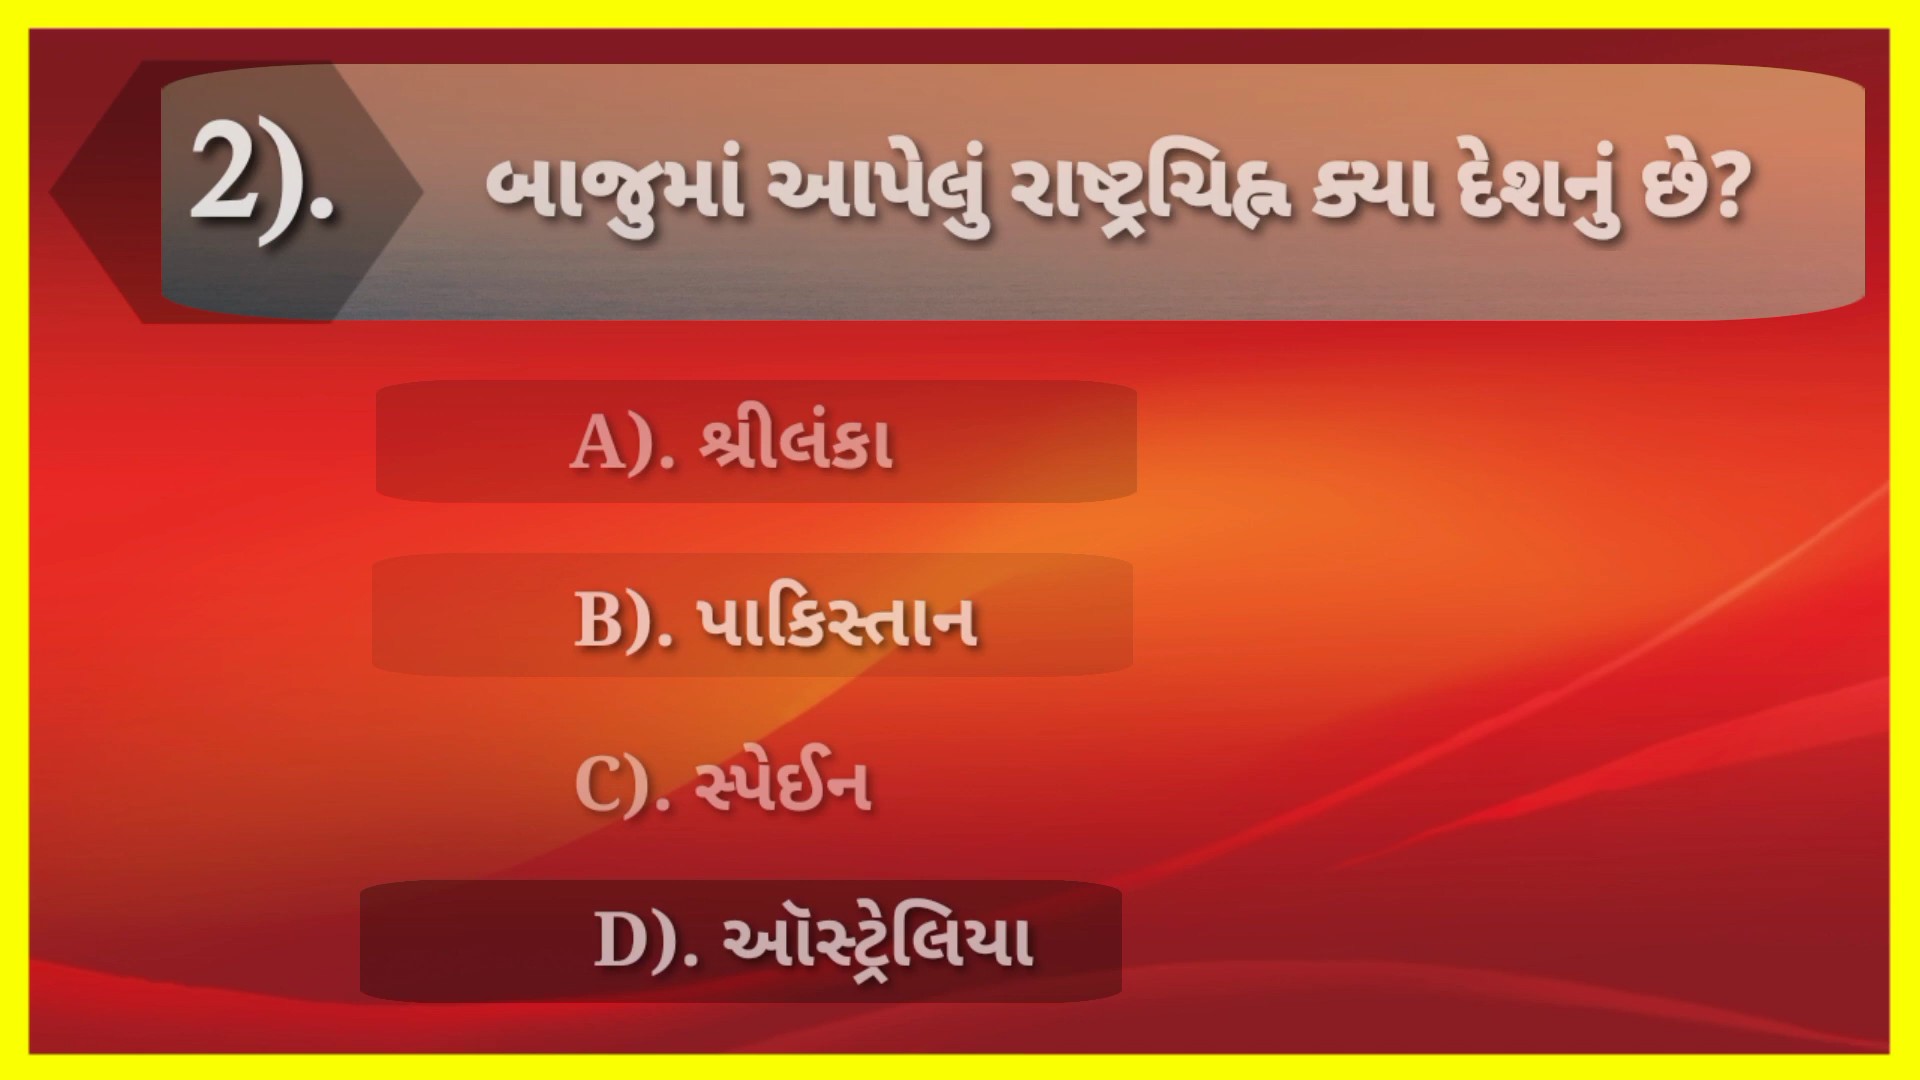 2). બાજુમાં આપેલું રાષ્ટ્રચિહ્ન ક્યા દેશનું છે?
A). શ્રીલંકા
B). પાકિસ્તાન
C). સ્પેઈન
D). ઑસ્ટ્રેલિયા